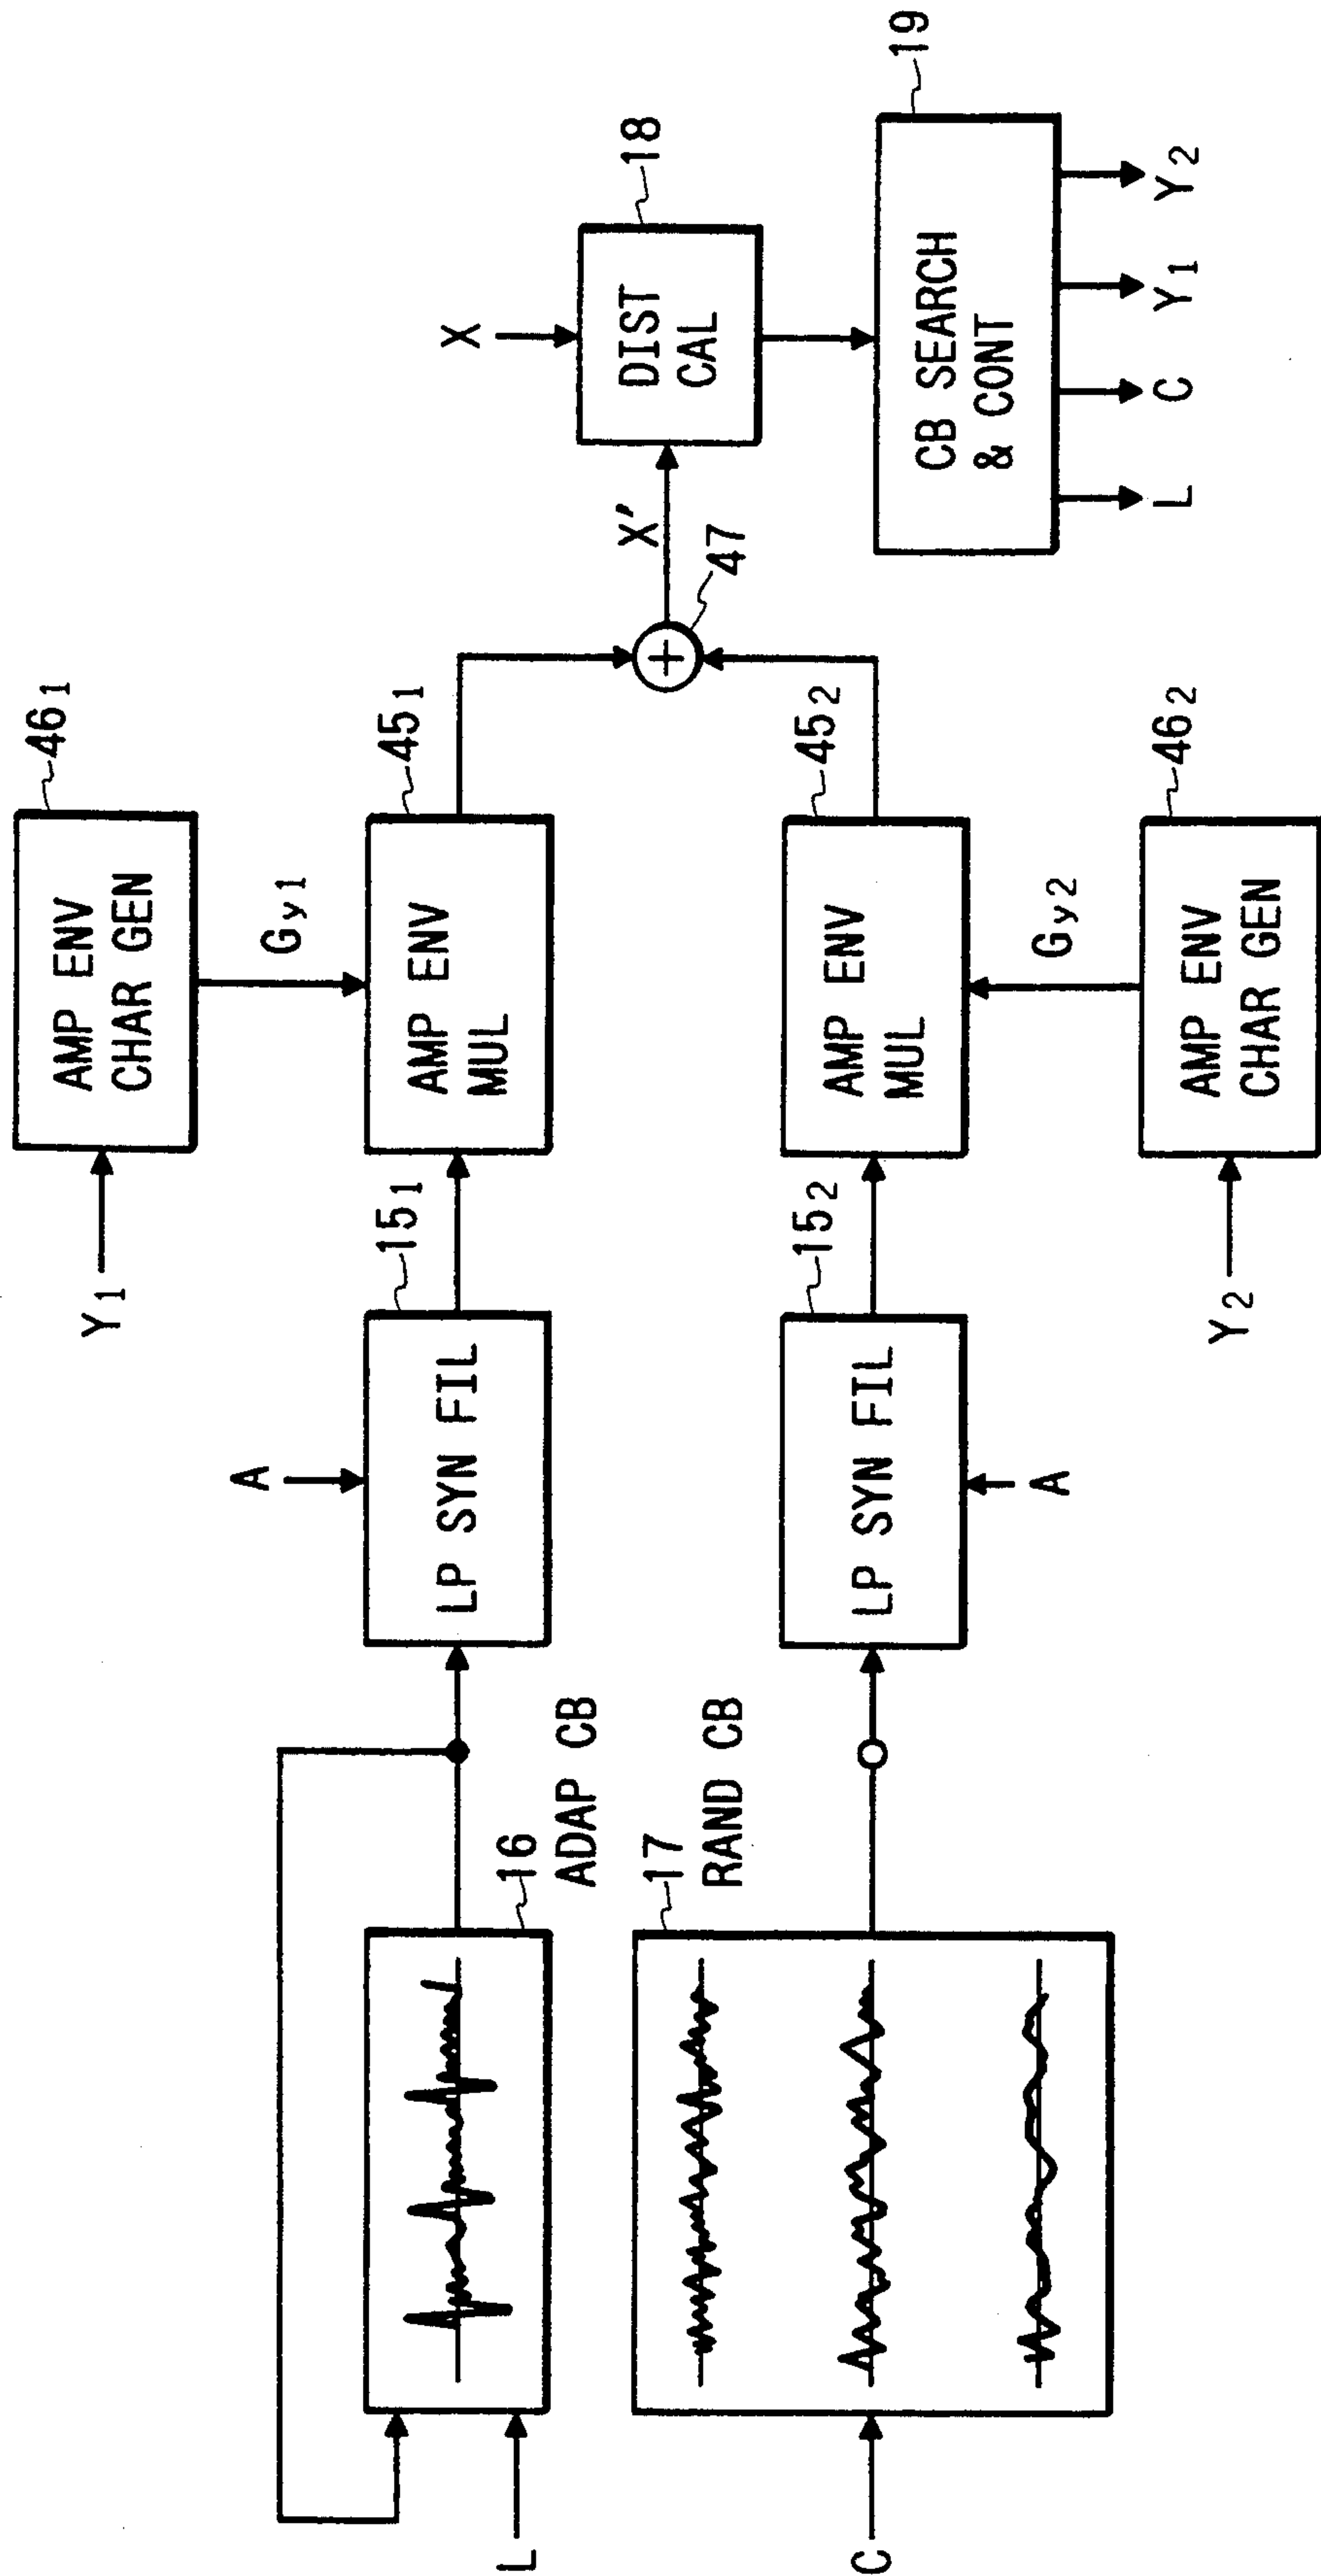 46₁
AMP ENV
CHAR GEN
Y₁
Gy1
A
15₁
45₁
LP SYN FIL
AMP ENV
MUL
L
16
ADAP CB
X
18
DIST
CAL
X'
47
19
CB SEARCH
& CONT
L
C
Y₁
Y₂
17
RAND CB
C
15₂
45₂
LP SYN FIL
AMP ENV
MUL
A
Gy2
46₂
AMP ENV
CHAR GEN
Y₂